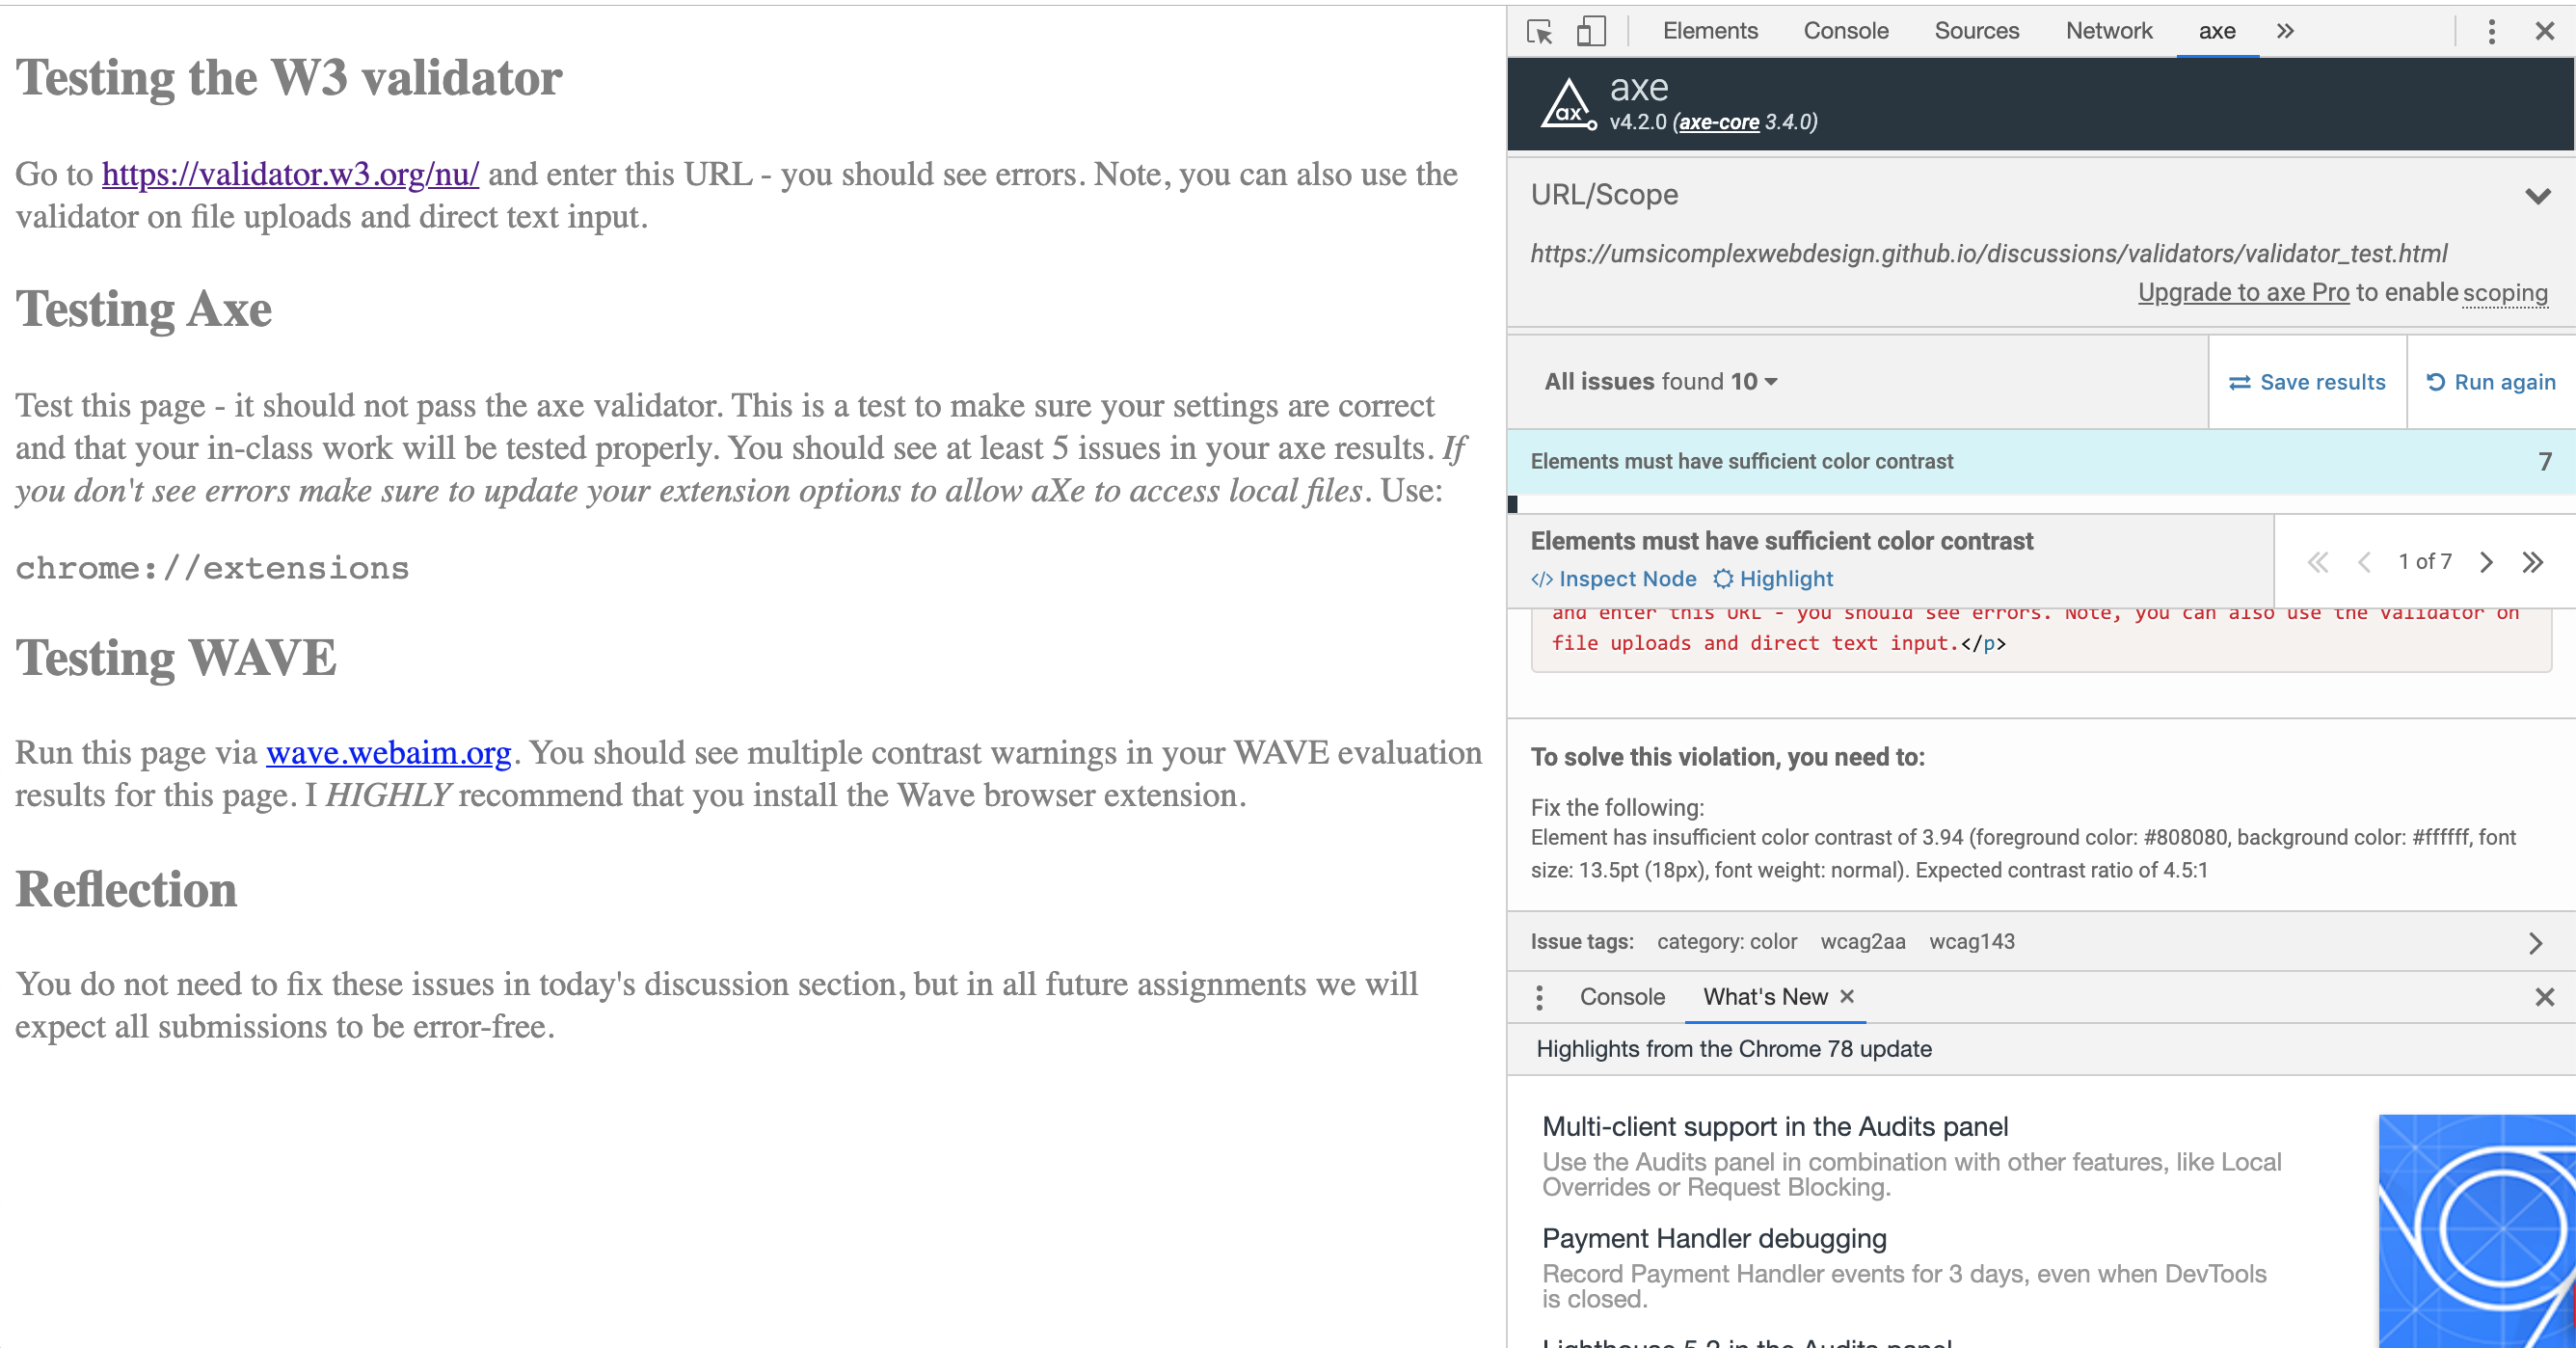 Testing the W3 validator
Go to https://validator.w3.org/nu/ and enter this URL - you should see errors. Note, you can also use the
validator on file uploads and direct text input.
Testing Axe
Test this page - it should not pass the axe validator. This is a test to make sure your settings are correct
and that your in-class work will be tested properly. You should see at least 5 issues in your axe results. If
you don't see errors make sure to update your extension options to allow aXe to access local files. Use:
chrome://extensions
Testing WAVE
Run this page via wave.webaim.org. You should see multiple contrast warnings in your WAVE evaluation
results for this page. I HIGHLY recommend that you install the Wave browser extension.
Reflection
You do not need to fix these issues in today's discussion section, but in all future assignments we will
expect all submissions to be error-free.
Elements Console Sources Network axe
ax
axe
v4.2.0 (axe-core 3.4.0)
URL/Scope
https://umsicomplexwebdesign.github.io/discussions/validators/validator_test.html
Upgrade to axe Pro to enable scoping
All issues found 10
Save results
Run again
Elements must have sufficient color contrast 7
Elements must have sufficient color contrast
</> Inspect Node Highlight
1 of 7
and enter this URL - you should see errors. Note, you can also use the validator on
file uploads and direct text input.</p>
To solve this violation, you need to:
Fix the following:
Element has insufficient color contrast of 3.94 (foreground color: #808080, background color: #ffffff, font
size: 13.5pt (18px), font weight: normal). Expected contrast ratio of 4.5:1
Issue tags: category: color wcag2aa wcag143
Console What's New
Highlights from the Chrome 78 update
Multi-client support in the Audits panel
Use the Audits panel in combination with other features, like Local
Overrides or Request Blocking.
Payment Handler debugging
Record Payment Handler events for 3 days, even when DevTools
is closed.
Lighthouse 5.2 in the Audits panel